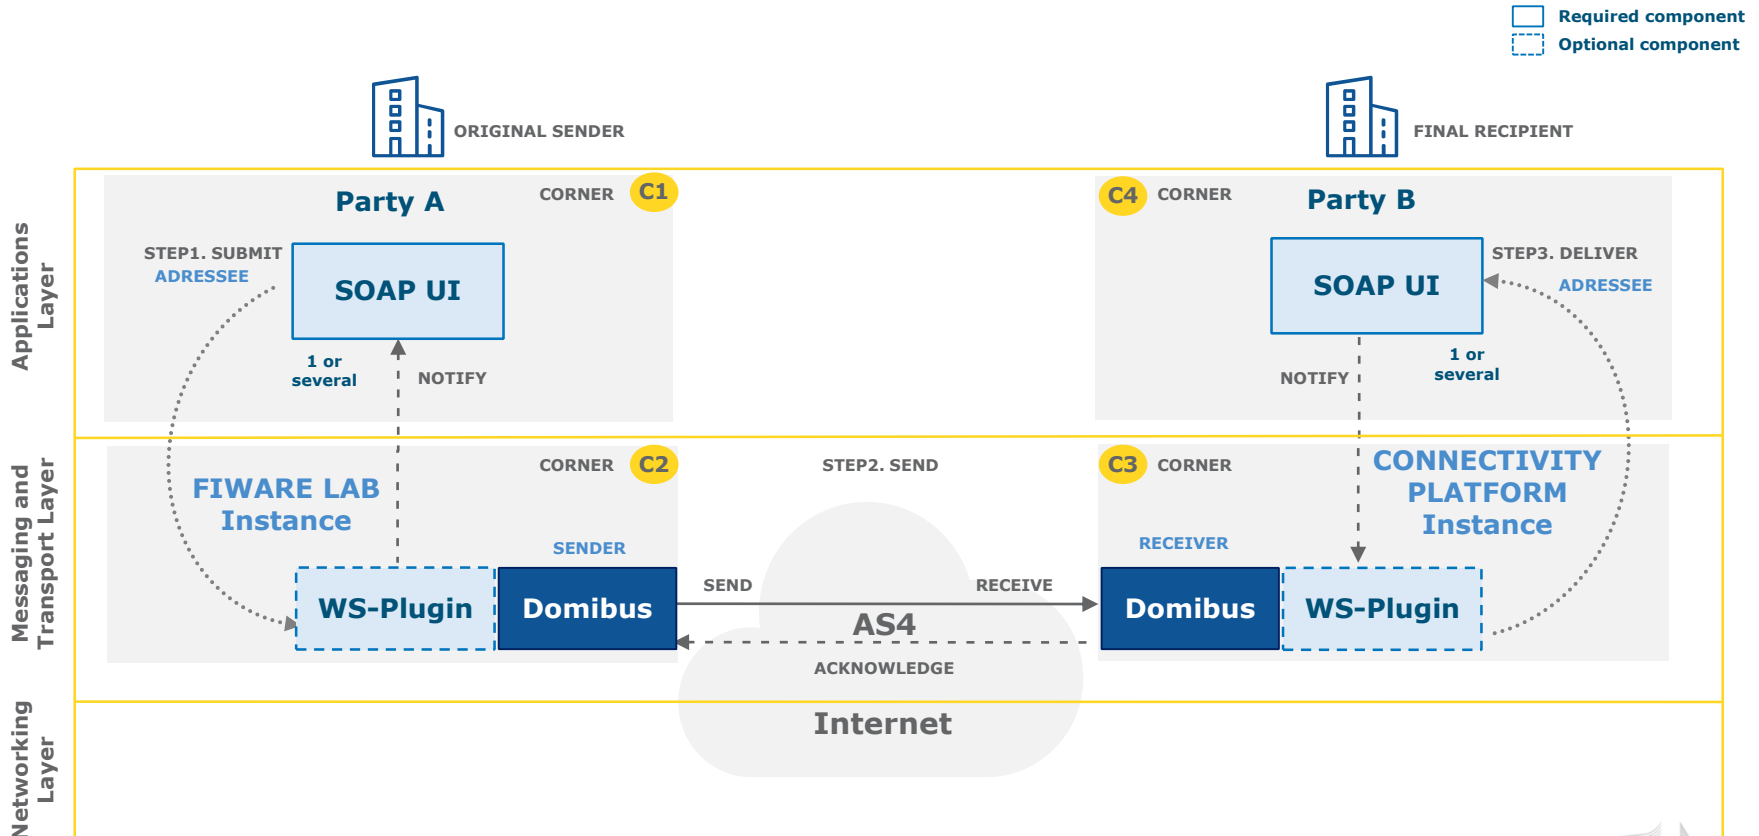 Required component
Optional component
ORIGINAL SENDER
FINAL RECIPIENT
Applications
Layer
Party A
CORNER
C1
STEP1. SUBMIT
ADRESSEE
SOAP UI
1 or
several
NOTIFY
C4
CORNER
Party B
SOAP UI
STEP3. DELIVER
ADRESSEE
NOTIFY
1 or
several
Messaging and
Transport Layer
CORNER
C2
FIWARE LAB
Instance
SENDER
WS-Plugin
Domibus
STEP2. SEND
SEND
RECEIVE
AS4
ACKNOWLEDGE
C3
CORNER
CONNECTIVITY
PLATFORM
Instance
RECEIVER
Domibus
WS-Plugin
Networking
Layer
Internet